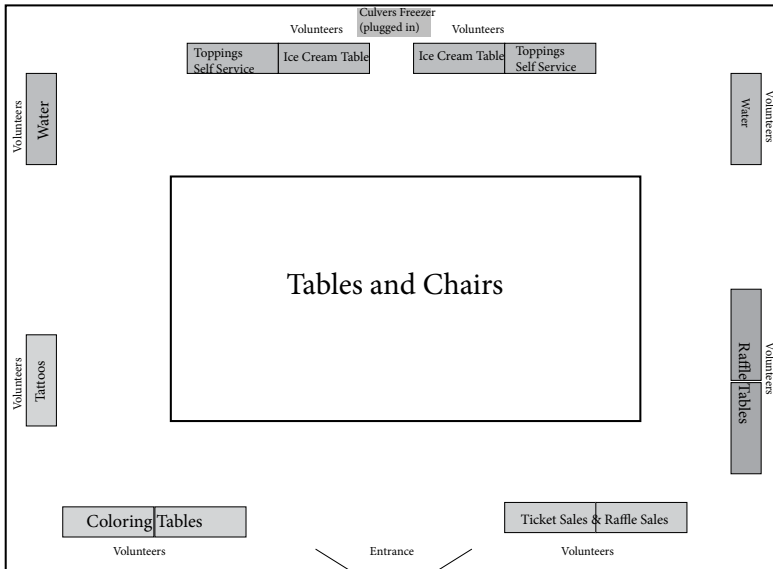 Culvers Freezer
(plugged in)
Volunteers
Volunteers
Toppings
Self Service
Ice Cream Table
Ice Cream Table
Toppings
Self Service
Volunteers
Water
Water
Volunteers
Tables and Chairs
Volunteers
Tattoos
Raffle Tables
Volunteers
Coloring Tables
Ticket Sales & Raffle Sales
Volunteers
Entrance
Volunteers